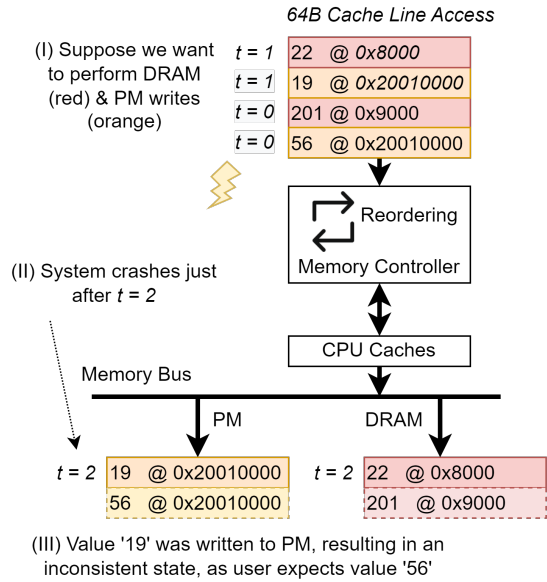 64B Cache Line Access
(I) Suppose we want
to perform DRAM
(red) & PM writes
(orange)
t = 1 22 @ 0x8000
t = 1 19 @ 0x20010000
t = 0 201 @ 0x9000
t = 0 56 @ 0x20010000
Reordering
Memory Controller
(II) System crashes just
after t = 2
CPU Caches
Memory Bus
PM
DRAM
t = 2 19 @ 0x20010000
56 @ 0x20010000
t = 2 22 @ 0x8000
201 @ 0x9000
(III) Value '19' was written to PM, resulting in an
inconsistent state, as user expects value '56'